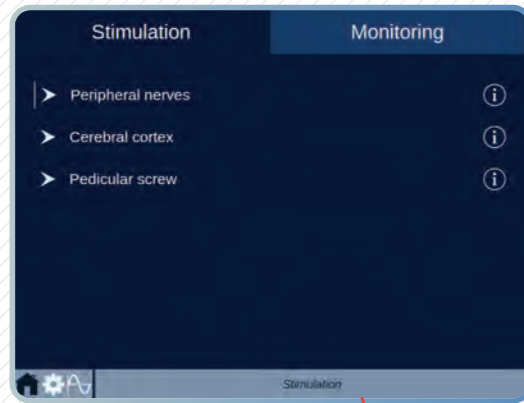 Stimulation
Monitoring
Peripheral nerves
Cerebral cortex
Pedicular screw
Stimulation